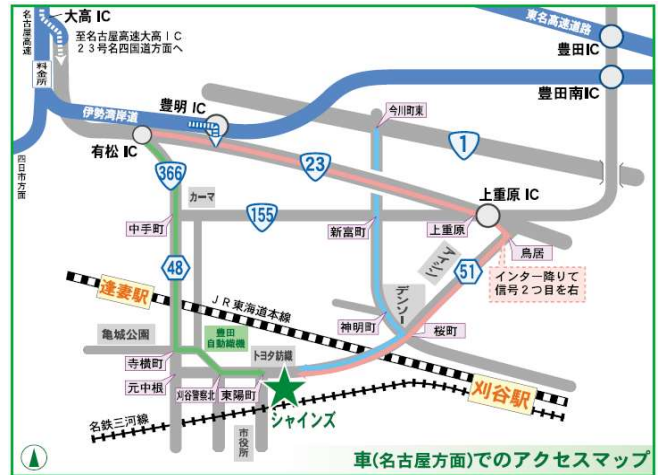 大高 IC
至名古屋高速大高IC
23号名四国道方面へ
名古屋高速
料金所
東名高速道路
豊田IC
豊田南IC
伊勢湾岸道
豊明 IC
今川町東
有松 IC
四日市方面
1
23
366
カーマ
155
上重原 IC
中手町
新富町
上重原
鳥居
アイシン
51
インター降りて
信号2つ目を右
48
デンソー
逢妻駅
JR東海道本線
神明町
桜町
亀城公園
豊田
自動織機
トヨタ紡織
寺横町
元中根
刈谷警察北
東陽町
刈谷駅
シャインズ
名鉄三河線
市役所
車(名古屋方面)でのアクセスマップ